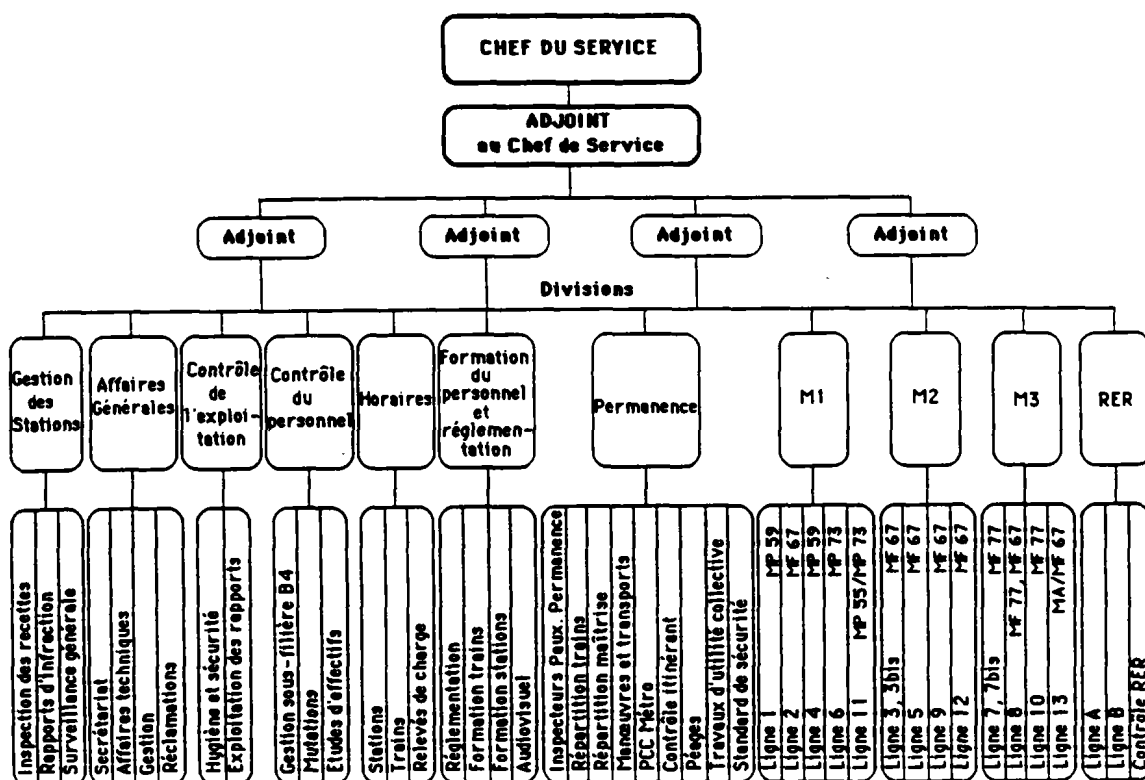 CHEF DU SERVICE
ADJOINT
au Chef de Service
Adjoint
Adjoint
Adjoint
Adjoint
Divisions
Gestion
des
Stations
Affaires
Générales
Contrôle
de
l'exploi-
tation
Contrôle
du
personnel
Horaires
Formation
du
personnel
et
réglemen-
tation
Permanence
M1
M2
M3
RER
Inspection des recettes
Rapports d'infraction
Surveillance générale
Secrétariat
Affaires techniques
Gestion
Réclamations
Hygiène et sécurité
Exploitation des rapports
Gestion sous-filière B4
Mutations
Etudes d'effectifs
Stations
Trains
Relevés de charge
Réglementation
Formation trains
Formation stations
Audiovisuel
Inspecteurs Paux. Permanence
Répartition trains
Répartition maîtrise
Manœuvres et transports
PCC Métro
Contrôle itinérant
Péages
Travaux d'utilité collective
Standard de sécurité
Ligne 1 MP 59
Ligne 2 MF 67
Ligne 4 MP 59
Ligne 6 MP 73
Ligne 11 MP 55/MP 73
Ligne 3, 3bis MF 67
Ligne 5 MF 67
Ligne 9 MF 67
Ligne 12 MF 67
Ligne 7, 7bis MF 77
Ligne 8 MF 77, MF 67
Ligne 10 MF 77
Ligne 13 MA/MF 67
Ligne A
Ligne B
Contrôle RER